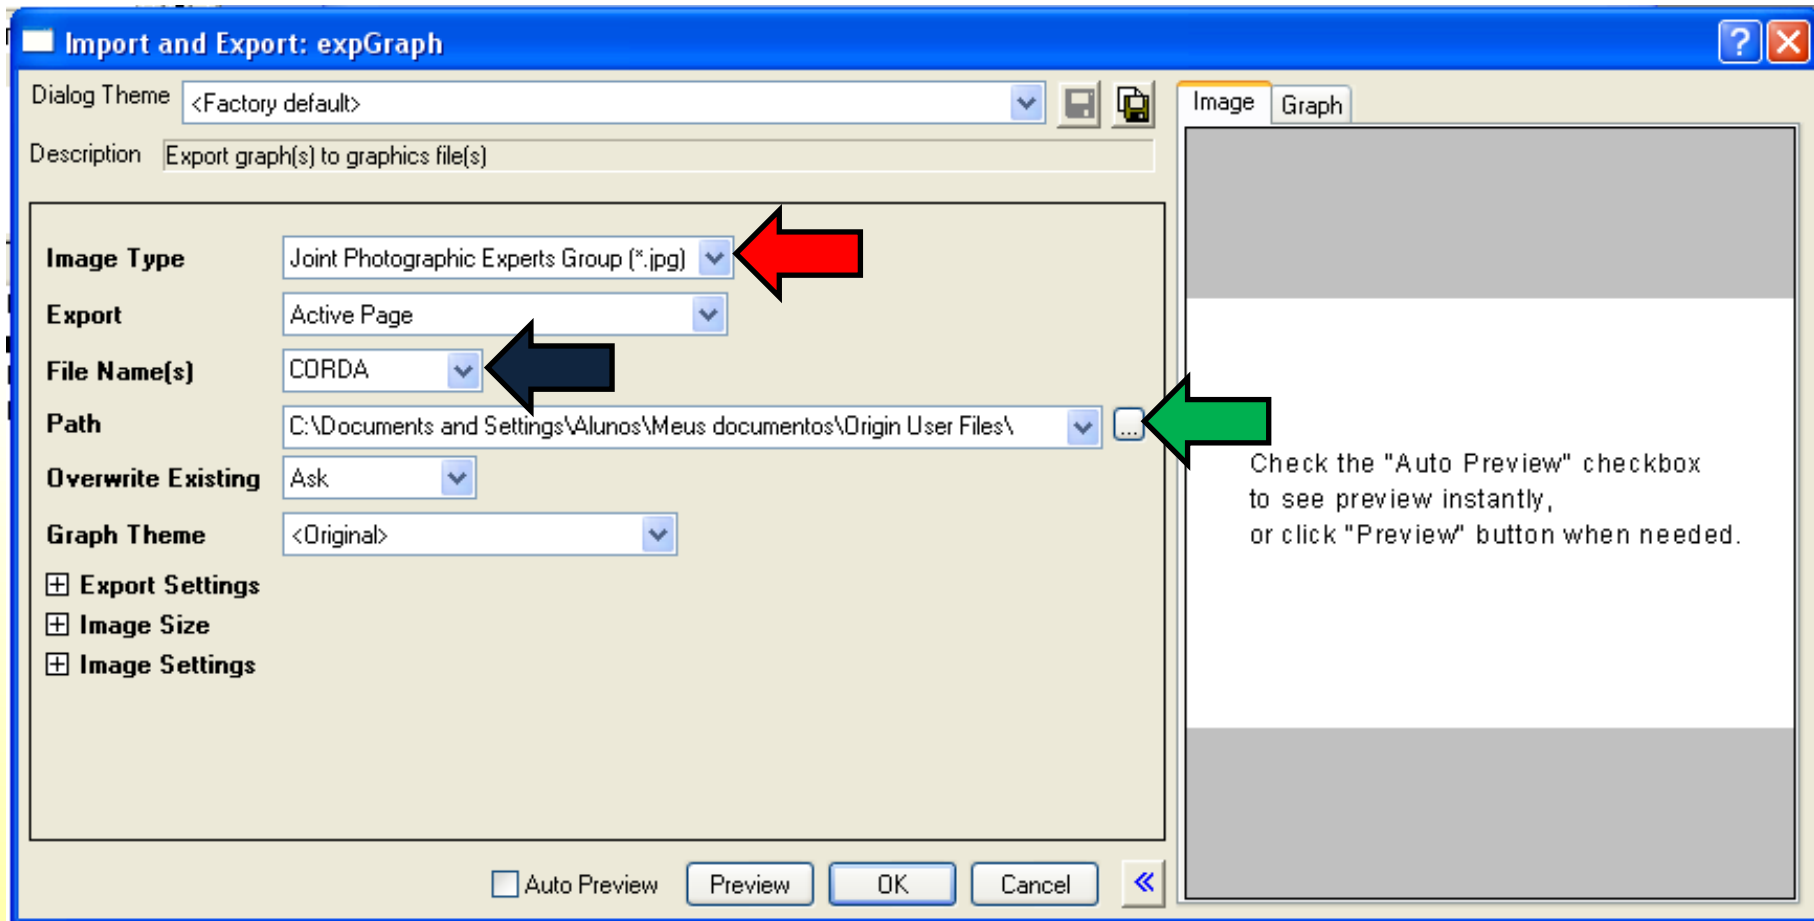 Import and Export: expGraph
Dialog Theme <Factory default>
Description Export graph(s) to graphics file(s)
Image Type Joint Photographic Experts Group (*.jpg)
Export Active Page
File Name(s) CORDA
Path C:\Documents and Settings\Alunos\Meus documentos\Origin User Files\ ...
Overwrite Existing Ask
Graph Theme <Original>
Export Settings
Image Size
Image Settings
Auto Preview Preview OK Cancel
Image Graph
Check the "Auto Preview" checkbox
to see preview instantly,
or click "Preview" button when needed.